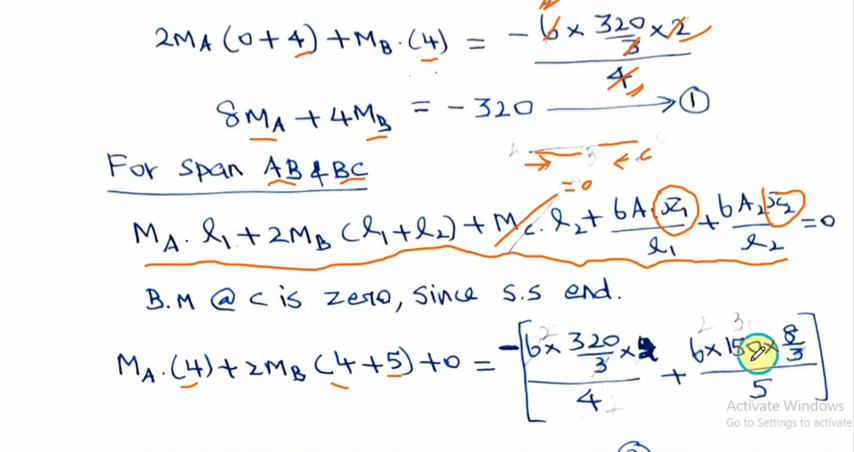 2MA(0+4)+MB.(4) = - 6 × 320/3 × 2 / 4
8MA + 4MB = - 320 → ①
For span AB & BC
=0
MA. l1 + 2MB (l1+l2) + MC. l2 + 6A1x̄1/l1 + 6A2x̄2/l2 = 0
B.M @ C is zero, since S.S end.
MA.(4)+2MB(4+5)+0 = -[6 × 320/3 × 2 / 4 + 6 × 15 × 8/3 / 5]
Activate Windows
Go to Settings to activate